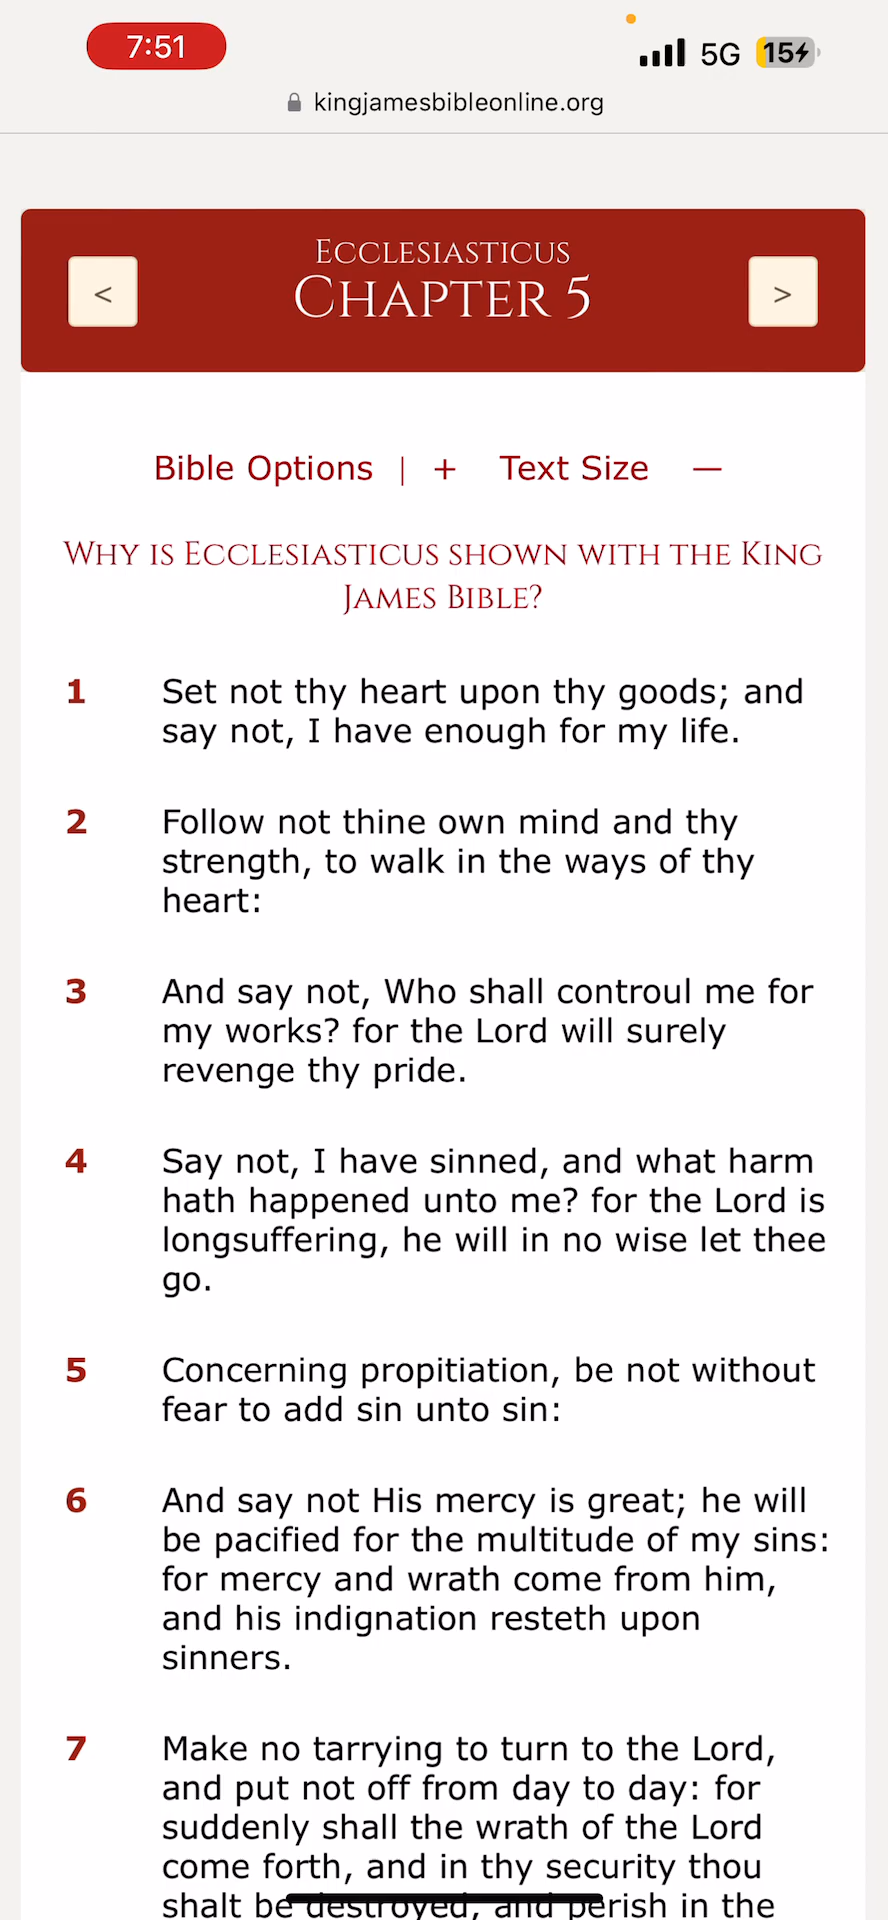 7:51
5G
15
kingjamesbibleonline.org
<
Ecclesiasticus
Chapter 5
>
Bible Options | + Text Size —
Why is Ecclesiasticus shown with the King
James Bible?
1 Set not thy heart upon thy goods; and
say not, I have enough for my life.
2 Follow not thine own mind and thy
strength, to walk in the ways of thy
heart:
3 And say not, Who shall controul me for
my works? for the Lord will surely
revenge thy pride.
4 Say not, I have sinned, and what harm
hath happened unto me? for the Lord is
longsuffering, he will in no wise let thee
go.
5 Concerning propitiation, be not without
fear to add sin unto sin:
6 And say not His mercy is great; he will
be pacified for the multitude of my sins:
for mercy and wrath come from him,
and his indignation resteth upon
sinners.
7 Make no tarrying to turn to the Lord,
and put not off from day to day: for
suddenly shall the wrath of the Lord
come forth, and in thy security thou
shalt be destroyed, and perish in the